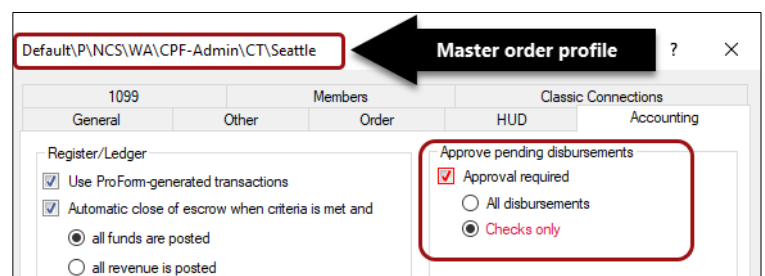 Default\P\NCS\WA\CPF-Admin\CT\Seattle
Master order profile
?
1099
Members
Classic Connections
General
Other
Order
HUD
Accounting
Register/Ledger
Use ProForm-generated transactions
Automatic close of escrow when criteria is met and
all funds are posted
all revenue is posted
Approve pending disbursements
Approval required
All disbursements
Checks only